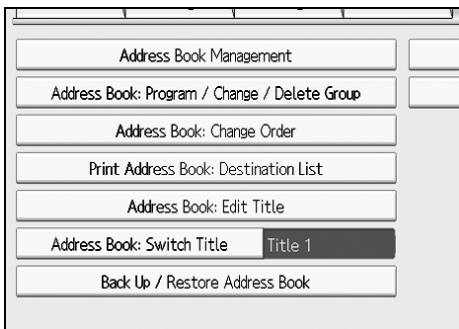 Address Book Management
Address Book: Program / Change / Delete Group
Address Book: Change Order
Print Address Book: Destination List
Address Book: Edit Title
Address Book: Switch Title Title 1
Back Up / Restore Address Book